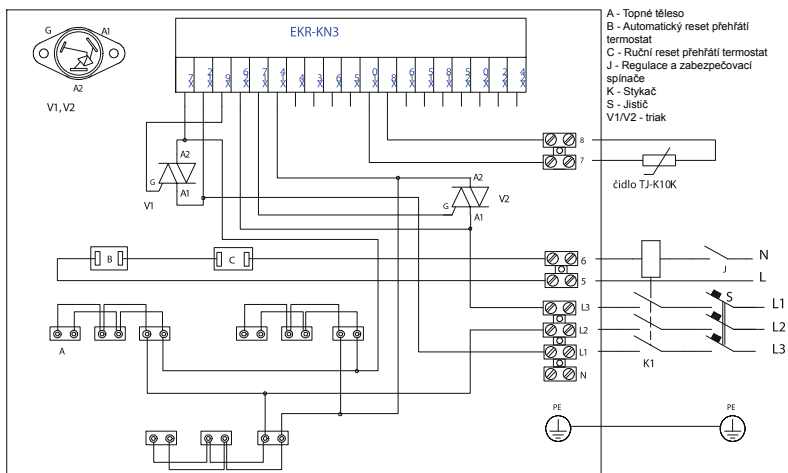 G
A1
A2
V1, V2
EKR-KN3
A - Topné těleso
B - Automatický reset přehřátí
termostat
C - Ruční reset přehřátí termostat
J - Regulace a zabezpečovací
spínače
K - Stykač
S - Jistič
V1/V2 - triak
A2
G
A1
V1
A2
G
A1
V2
8
7
čidlo TJ-K10K
B
C
6
5
J
N
L
A
L3
L2
L1
N
K1
S
L1
L2
L3
PE
PE